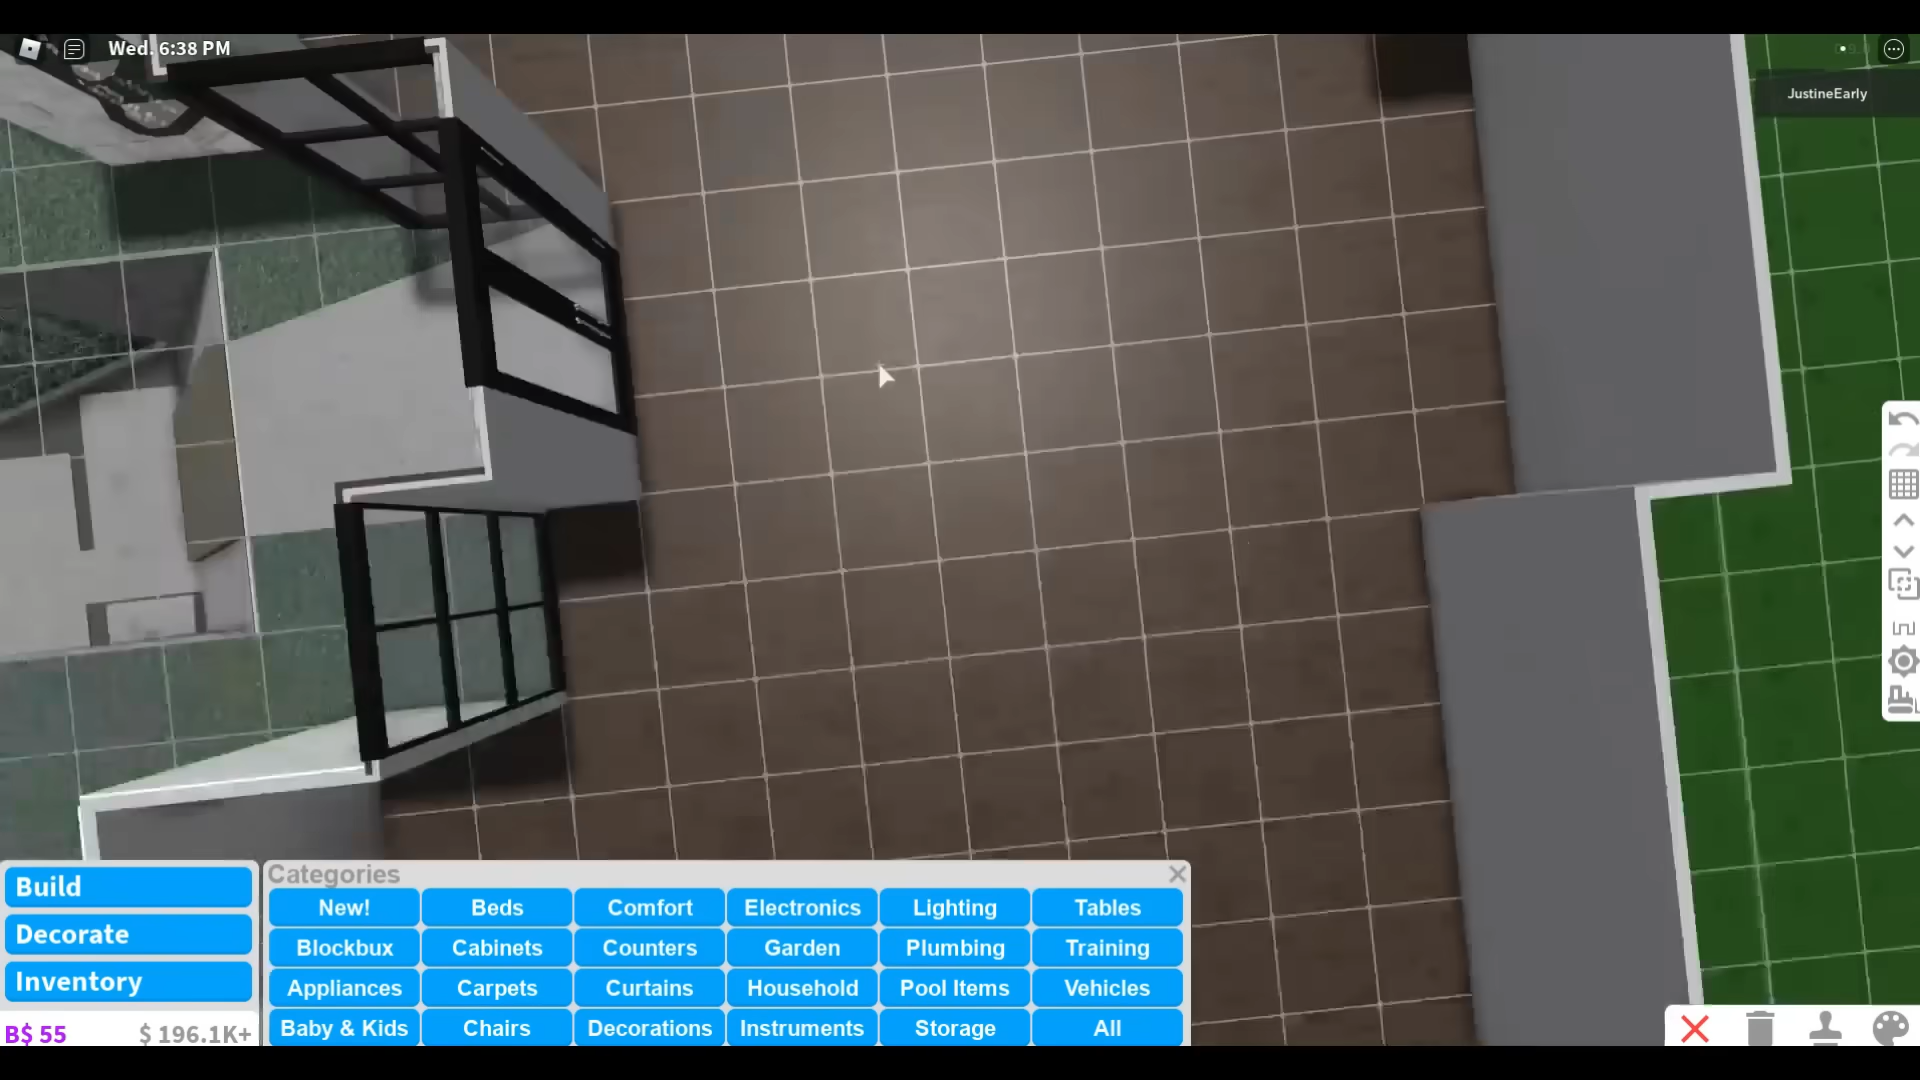 Wed. 6:38 PM
JustineEarly
Build
Decorate
Inventory
B$ 55
$ 196.1K+
Categories
New! Beds Comfort Electronics Lighting Tables
Blockbux Cabinets Counters Garden Plumbing Training
Appliances Carpets Curtains Household Pool Items Vehicles
Baby & Kids Chairs Decorations Instruments Storage All